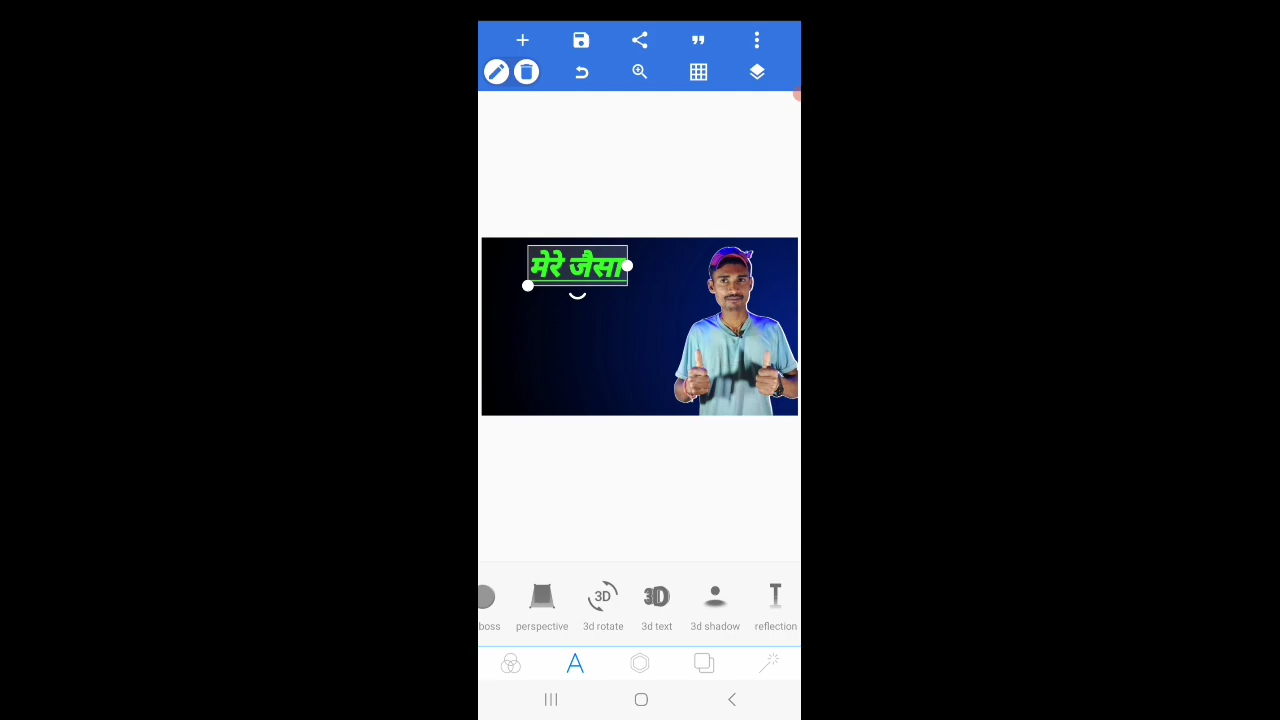 मेरे जैसा
boss
perspective
3d rotate
3d text
3d shadow
reflection
3D
3D